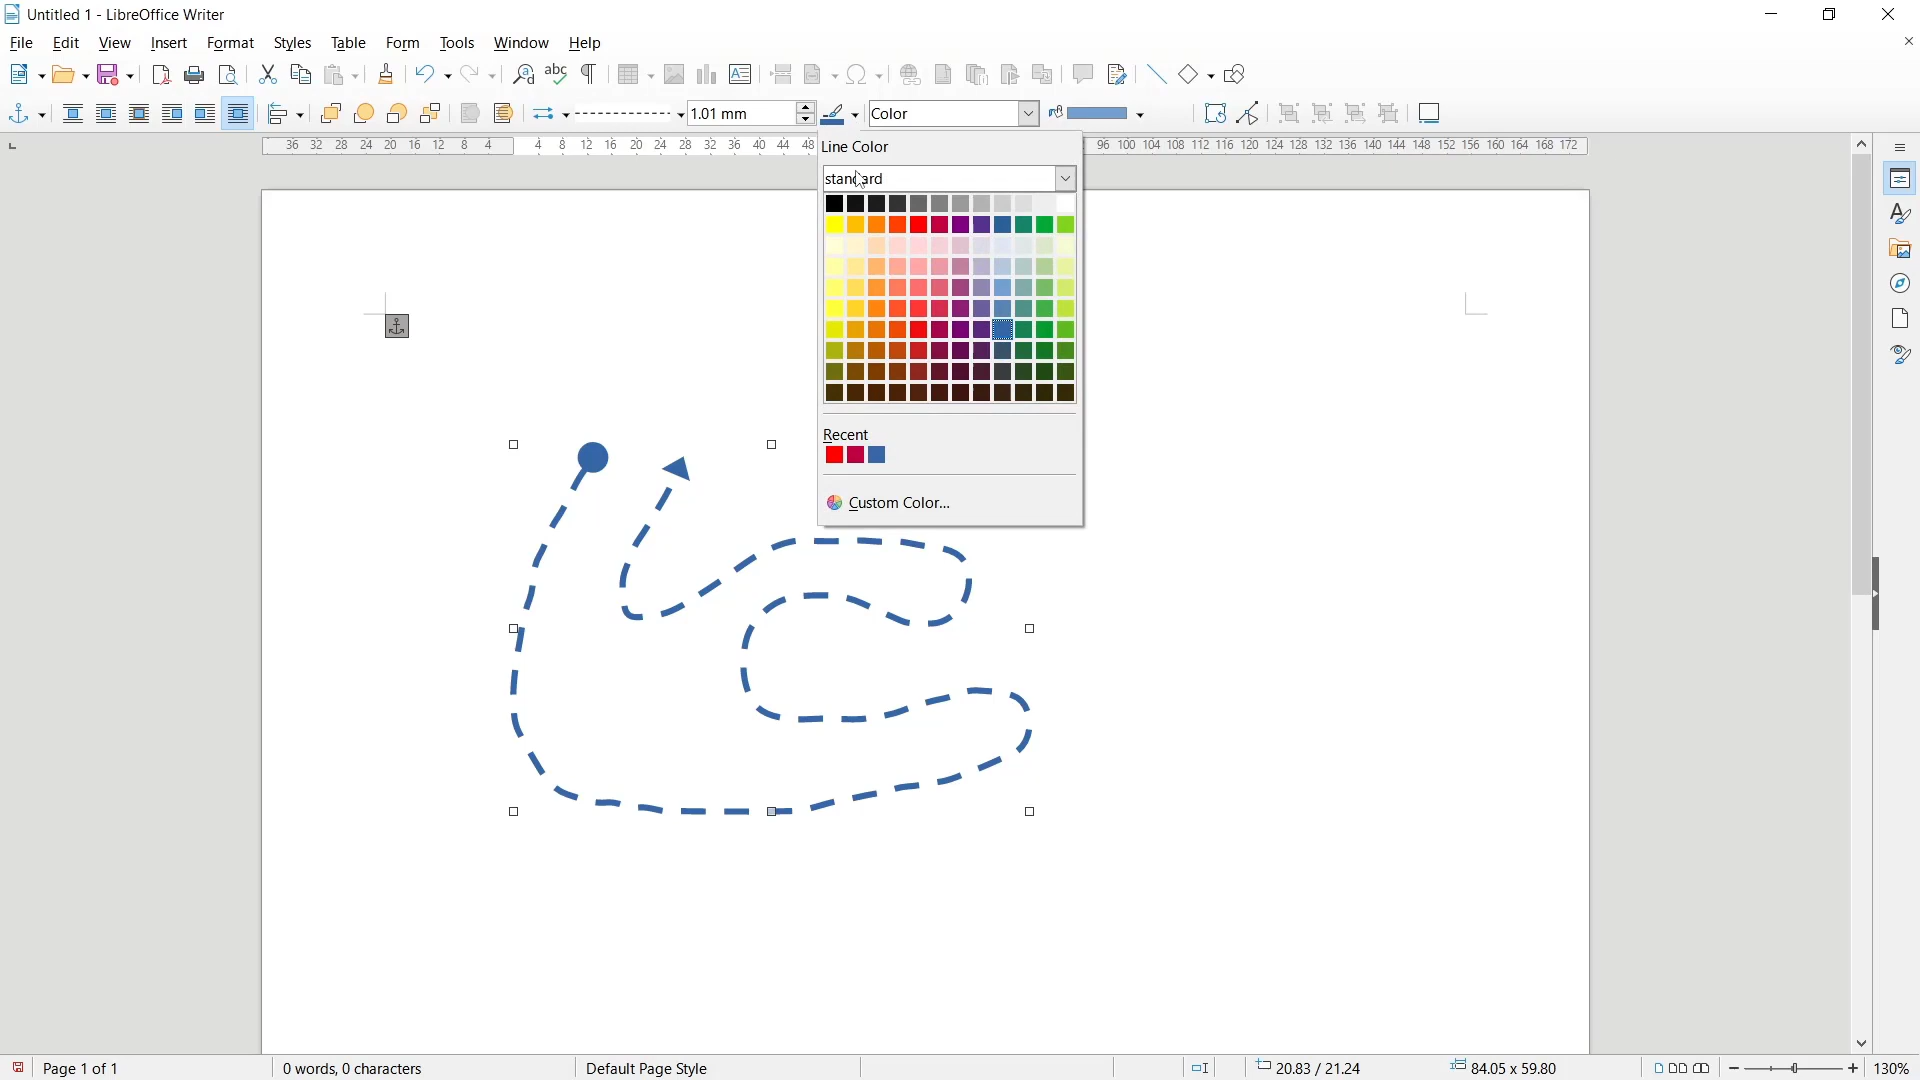 Untitled 1 - LibreOffice Writer
File Edit View Insert Format Styles Table Form Tools Window Help
1.01 mm Color
36 32 28 24 20 16 12 8 4 4 8 12 16 20 24 28 32 36 40 44 48 96 100 104 108 112 116 120 124 128 132 136 140 144 148 152 156 160 164 168 172
Line Color
standard
Recent
Custom Color...
Page 1 of 1 0 words, 0 characters Default Page Style 20.83 / 21.24 84.05 x 59.80 130%